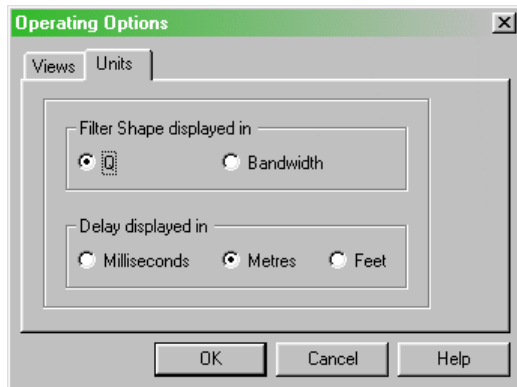 Operating Options
Views Units
Filter Shape displayed in
Q Bandwidth
Delay displayed in
Milliseconds Metres Feet
OK Cancel Help